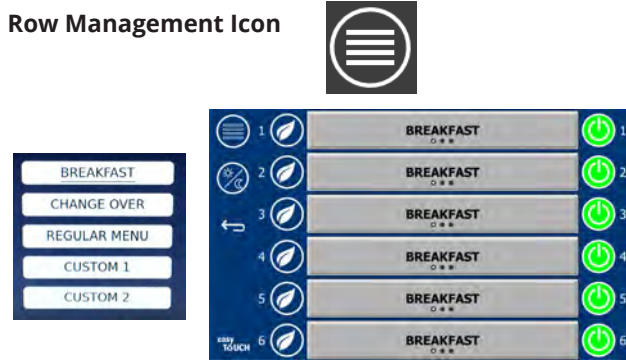 Row Management Icon
BREAKFAST
CHANGE OVER
REGULAR MENU
CUSTOM 1
CUSTOM 2
1 BREAKFAST 1
2 BREAKFAST 2
3 BREAKFAST 3
4 BREAKFAST 4
5 BREAKFAST 5
easy
TOUCH 6 BREAKFAST 6